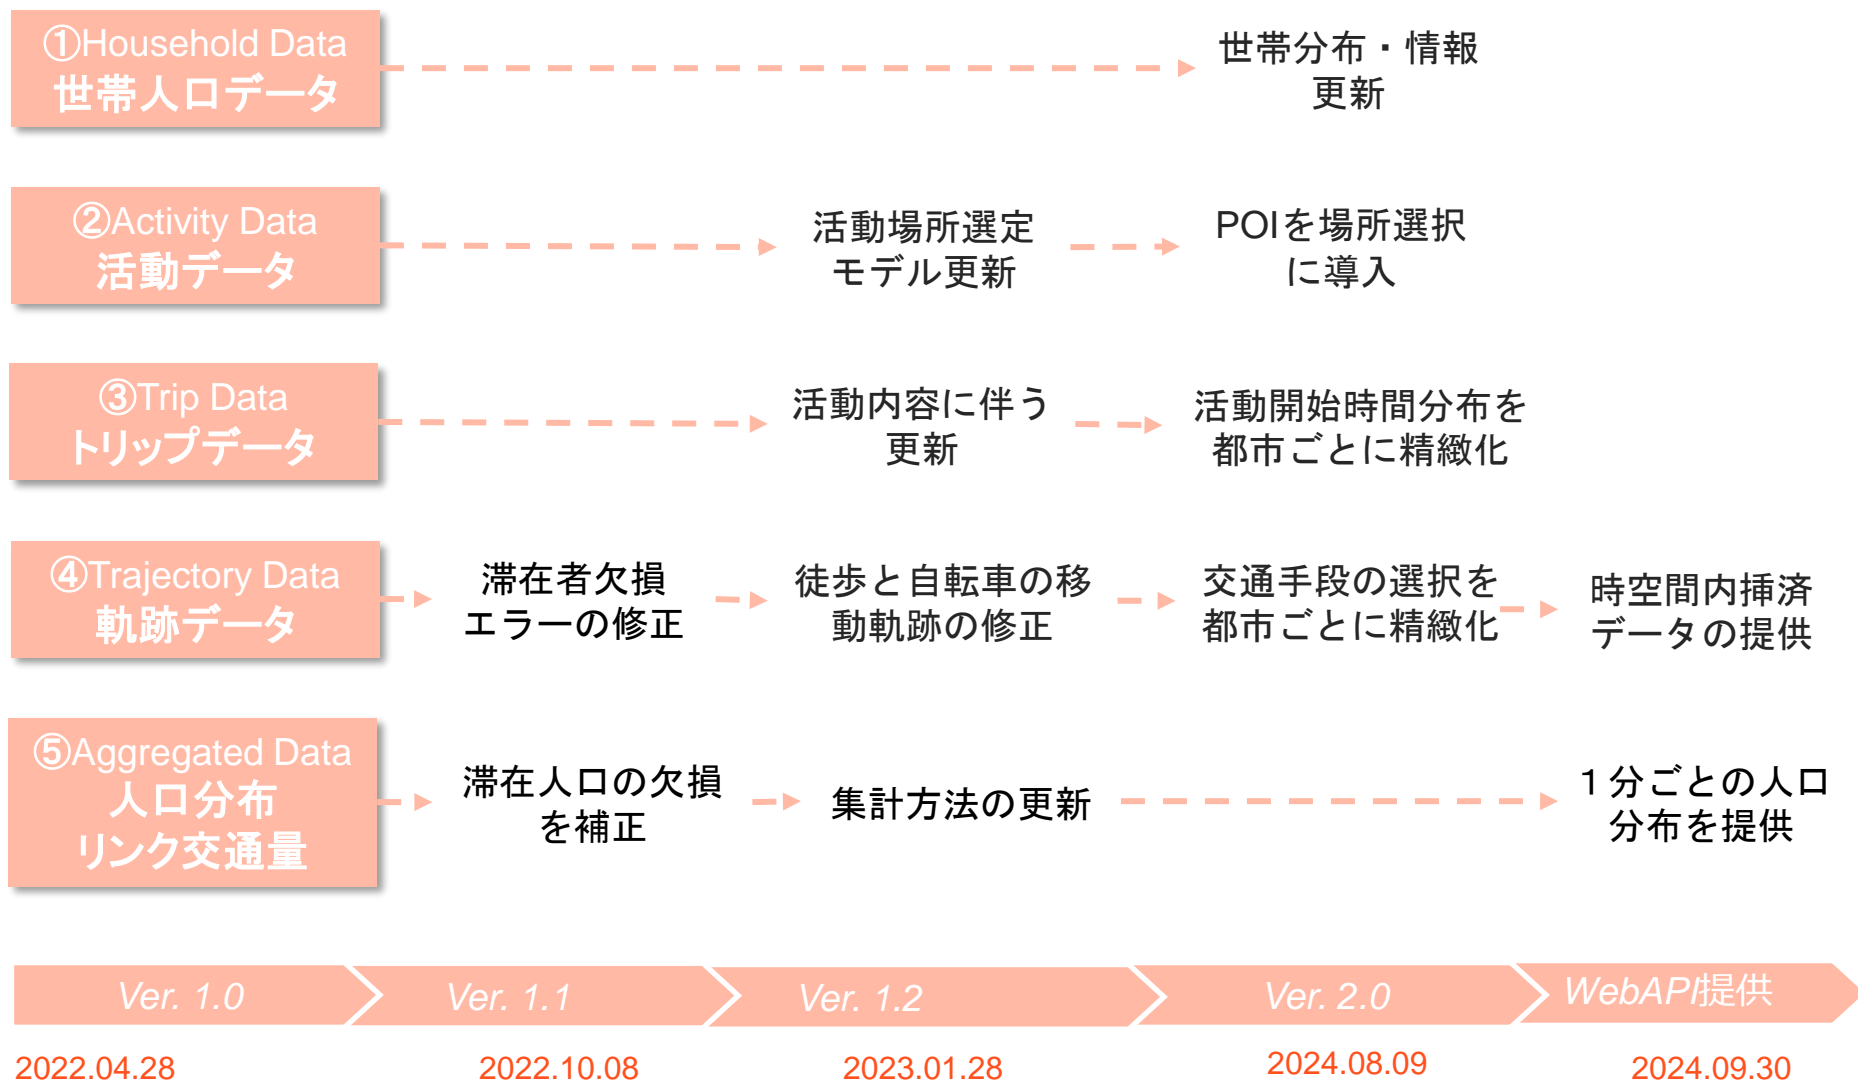 ①Household Data
世帯人口データ
世帯分布・情報
更新
②Activity Data
活動データ
活動場所選定
モデル更新
POIを場所選択
に導入
③Trip Data
トリップデータ
活動内容に伴う
更新
活動開始時間分布を
都市ごとに精緻化
④Trajectory Data
軌跡データ
滞在者欠損
エラーの修正
徒歩と自転車の移
動軌跡の修正
交通手段の選択を
都市ごとに精緻化
時空間内挿済
データの提供
⑤Aggregated Data
人口分布
リンク交通量
滞在人口の欠損
を補正
集計方法の更新
１分ごとの人口
分布を提供
Ver. 1.0
Ver. 1.1
Ver. 1.2
Ver. 2.0
WebAPI提供
2022.04.28
2022.10.08
2023.01.28
2024.08.09
2024.09.30